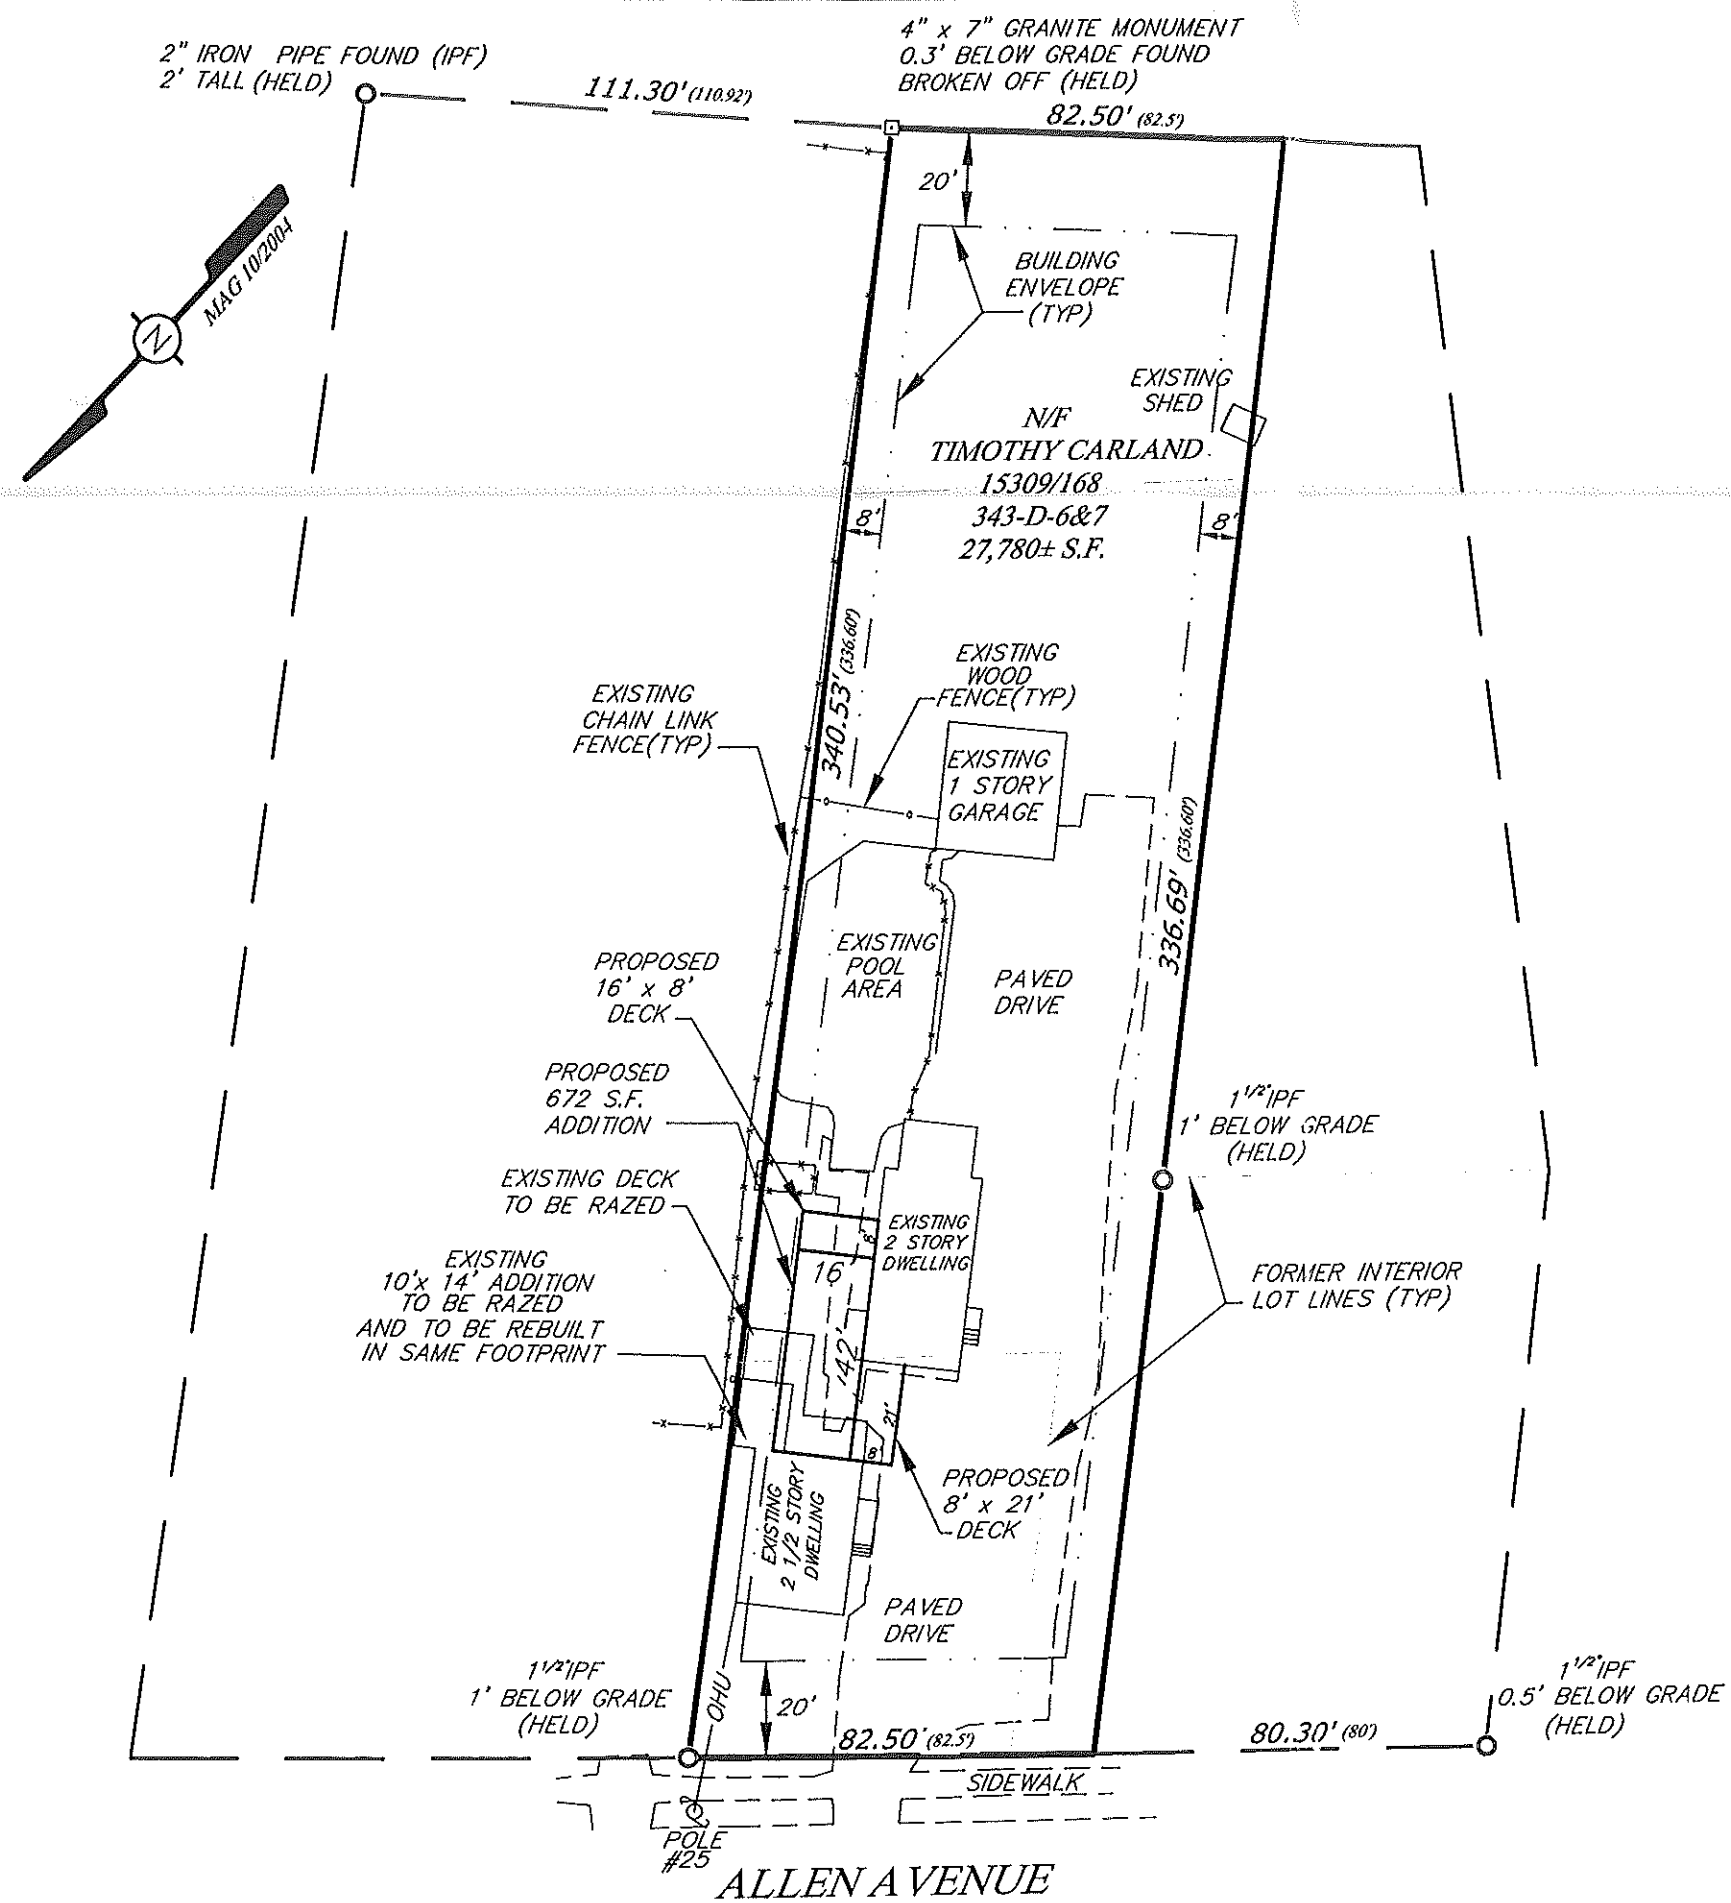 4" x 7" GRANITE MONUMENT
0.3' BELOW GRADE FOUND
BROKEN OFF (HELD)
2" IRON PIPE FOUND (IPF)
2' TALL (HELD)
111.30' (110.92')
82.50' (82.5')
20'
MAG 10/2004
N
BUILDING
ENVELOPE
(TYP)
EXISTING
SHED
N/F
TIMOTHY CARLAND
15309/168
343-D-6&7
27,780± S.F.
8'
8'
340.53' (336.60')
EXISTING
WOOD
FENCE(TYP)
EXISTING
CHAIN LINK
FENCE(TYP)
EXISTING
1 STORY
GARAGE
336.69' (336.60')
EXISTING
POOL
AREA
PAVED
DRIVE
PROPOSED
16' x 8'
DECK
PROPOSED
672 S.F.
ADDITION
1 1/2" IPF
1' BELOW GRADE
(HELD)
EXISTING DECK
TO BE RAZED
EXISTING
2 STORY
DWELLING
8'
16'
42'
EXISTING
10'x 14' ADDITION
TO BE RAZED
AND TO BE REBUILT
IN SAME FOOTPRINT
FORMER INTERIOR
LOT LINES (TYP)
21'
8'
PROPOSED
8' x 21'
DECK
EXISTING
2 1/2 STORY
DWELLING
PAVED
DRIVE
1 1/2" IPF
1' BELOW GRADE
(HELD)
OHU
20'
82.50' (82.5')
80.30' (80')
1 1/2" IPF
0.5' BELOW GRADE
(HELD)
SIDEWALK
POLE
#25
ALLEN AVENUE